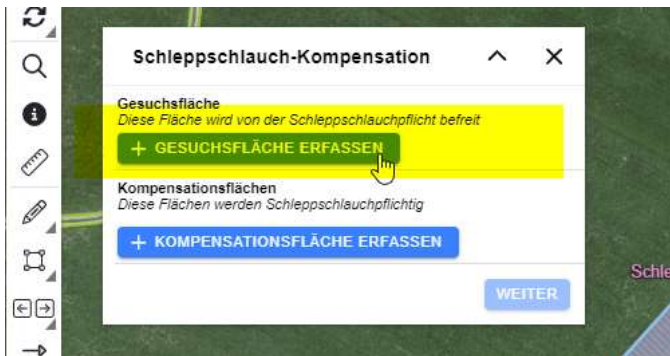 Schleppschlauch-Kompensation
Gesuchsfläche
Diese Fläche wird von der Schleppschlauchpflicht befreit
+ GESUCHSFLÄCHE ERFASSEN
Kompensationsflächen
Diese Flächen werden Schleppschlauchpflichtig
+ KOMPENSATIONSFLÄCHE ERFASSEN
Schle
WEITER